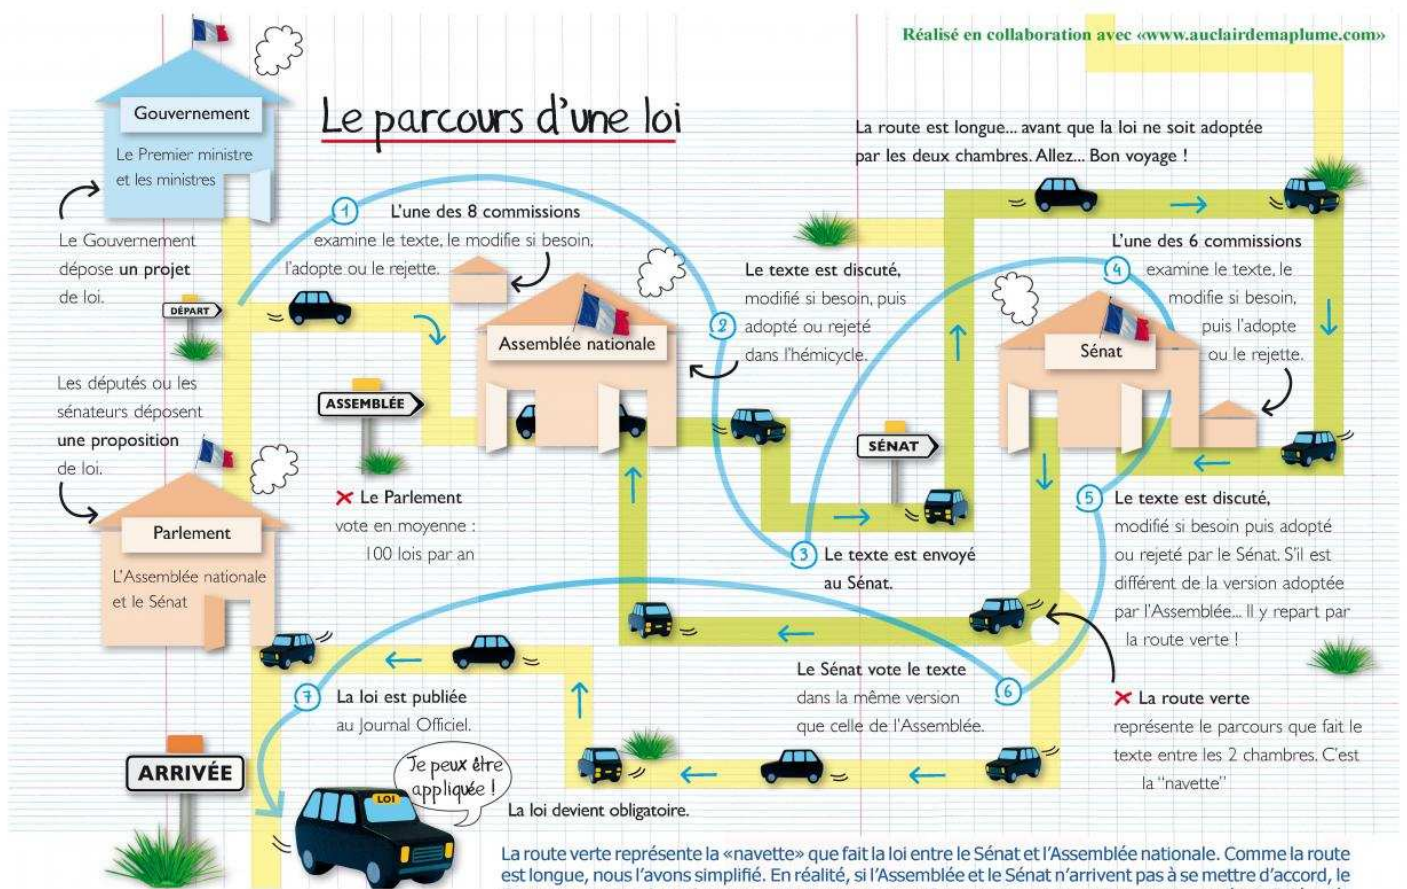 Réalisé en collaboration avec «www.auclairdemaplume.com»
Le parcours d'une loi
Gouvernement
Le Premier ministre
et les ministres
Le Gouvernement
dépose un projet
de loi.
DÉPART
Les députés ou les
sénateurs déposent
une proposition
de loi.
Parlement
L'Assemblée nationale
et le Sénat
1
L'une des 8 commissions
examine le texte, le modifie si besoin,
l'adopte ou le rejette.
Assemblée nationale
ASSEMBLÉE
✗ Le Parlement
vote en moyenne :
100 lois par an
2
Le texte est discuté,
modifié si besoin, puis
adopté ou rejeté
dans l'hémicycle.
3
Le texte est envoyé
au Sénat.
SÉNAT
La route est longue... avant que la loi ne soit adoptée
par les deux chambres. Allez... Bon voyage !
4
L'une des 6 commissions
examine le texte, le
modifie si besoin,
puis l'adopte
ou le rejette.
Sénat
5
Le texte est discuté,
modifié si besoin puis adopté
ou rejeté par le Sénat. S'il est
différent de la version adoptée
par l'Assemblée... Il y repart par
la route verte !
✗ La route verte
représente le parcours que fait le
texte entre les 2 chambres. C'est
la "navette"
6
Le Sénat vote le texte
dans la même version
que celle de l'Assemblée.
7
La loi est publiée
au Journal Officiel.
ARRIVÉE
LOI
Je peux être
appliquée !
La loi devient obligatoire.
La route verte représente la «navette» que fait la loi entre le Sénat et l'Assemblée nationale. Comme la route
est longue, nous l'avons simplifié. En réalité, si l'Assemblée et le Sénat n'arrivent pas à se mettre d'accord, le